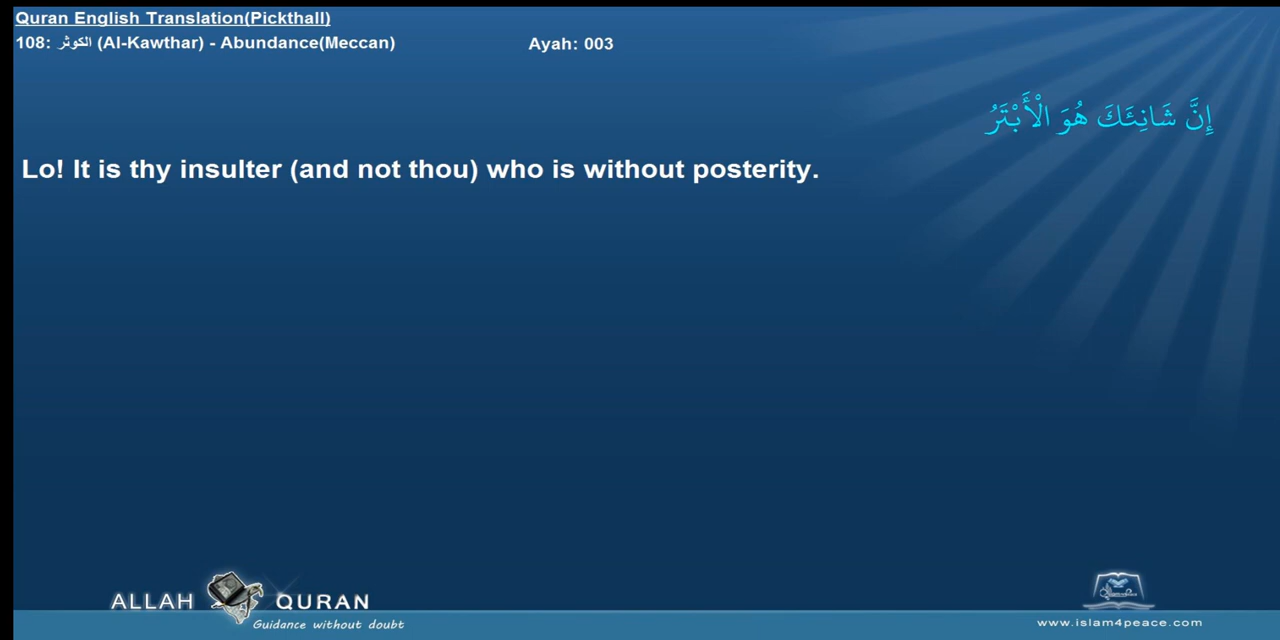 Quran English Translation(Pickthall)
108: الكوثر (Al-Kawthar) - Abundance(Meccan) Ayah: 003
إِنَّ شَانِئَكَ هُوَ الْأَبْتَرُ
Lo! It is thy insulter (and not thou) who is without posterity.
ALLAH QURAN
Guidance without doubt
www.islam4peace.com